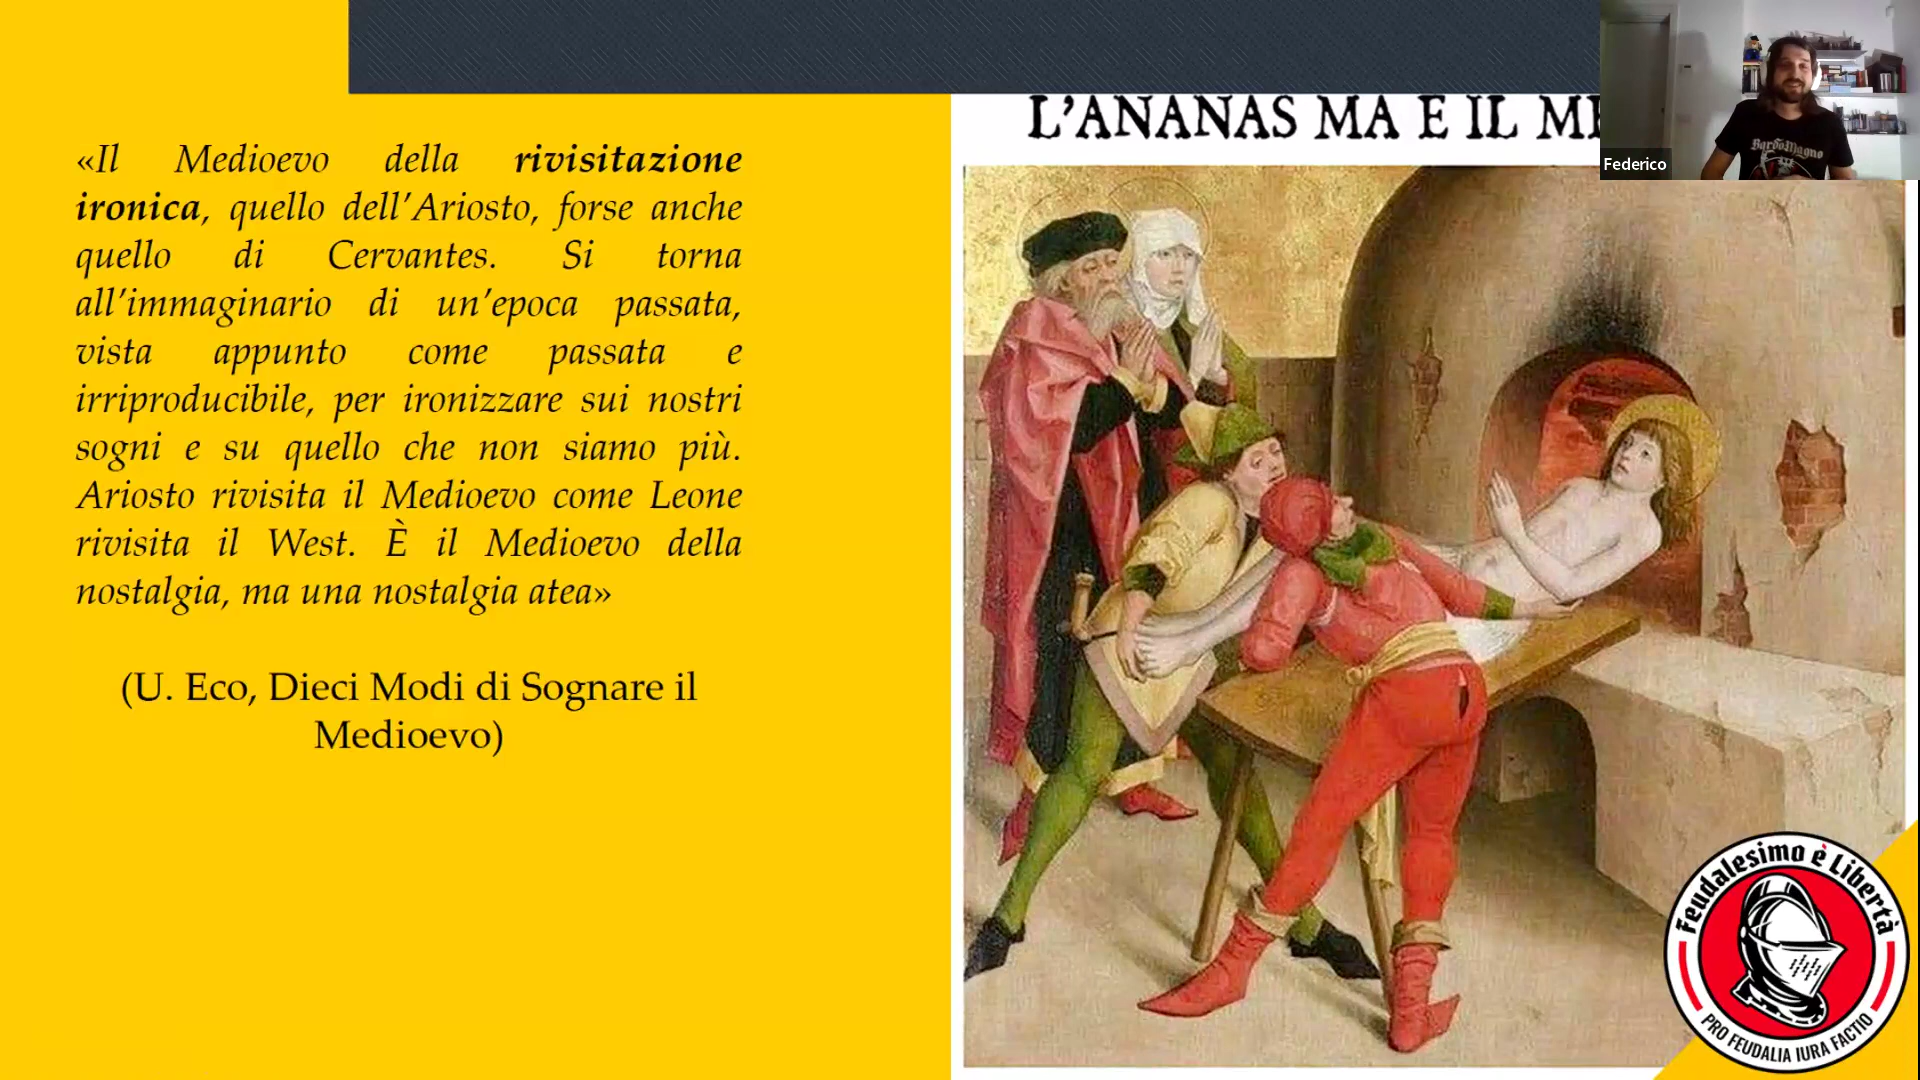 «Il Medioevo della rivisitazione
ironica, quello dell'Ariosto, forse anche
quello di Cervantes. Si torna
all'immaginario di un'epoca passata,
vista appunto come passata e
irriproducibile, per ironizzare sui nostri
sogni e su quello che non siamo più.
Ariosto rivisita il Medioevo come Leone
rivisita il West. È il Medioevo della
nostalgia, ma una nostalgia atea»
(U. Eco, Dieci Modi di Sognare il
Medioevo)
L'ANANAS MA E IL
Federico
BardoMagno
Feudalesimo è Libertà
PRO FEUDALIA IURA FACTIO